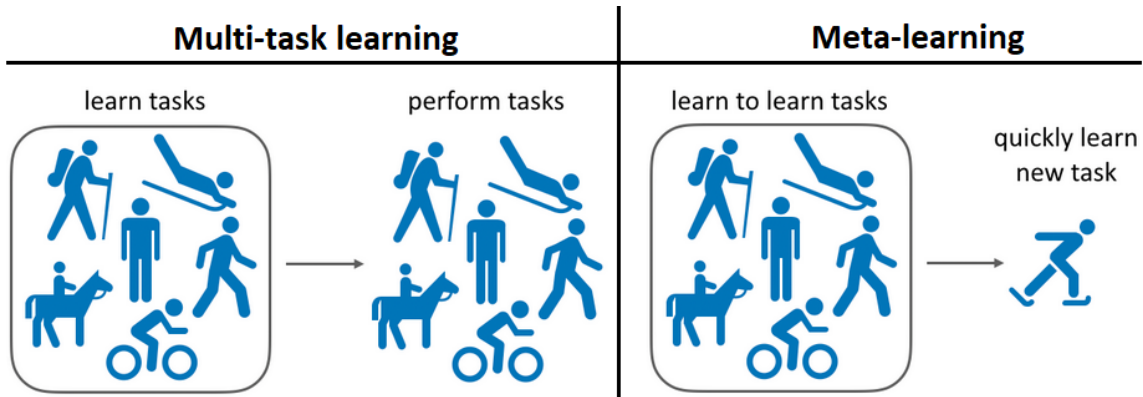 Multi-task learning
Meta-learning
learn tasks
perform tasks
learn to learn tasks
quickly learn
new task